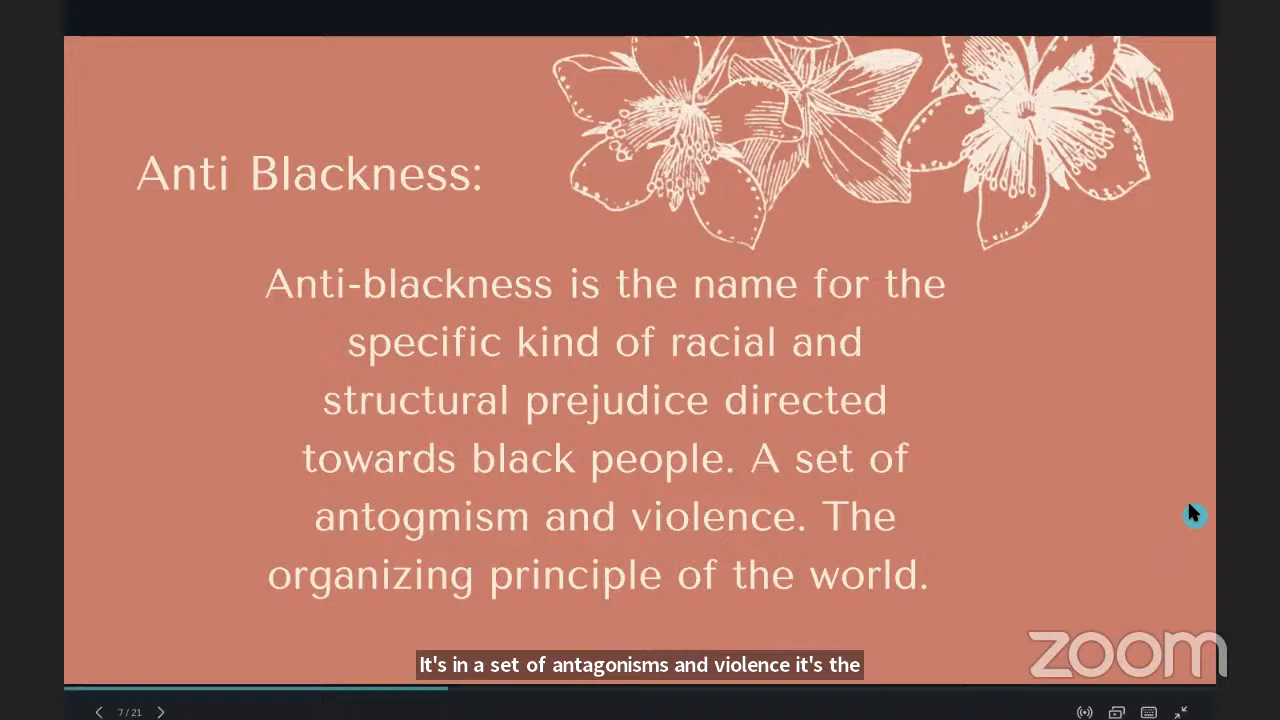 Anti Blackness:
Anti-blackness is the name for the
specific kind of racial and
structural prejudice directed
towards black people. A set of
antogmism and violence. The
organizing principle of the world.
It's in a set of antagonisms and violence it's the
zoom
7 / 21